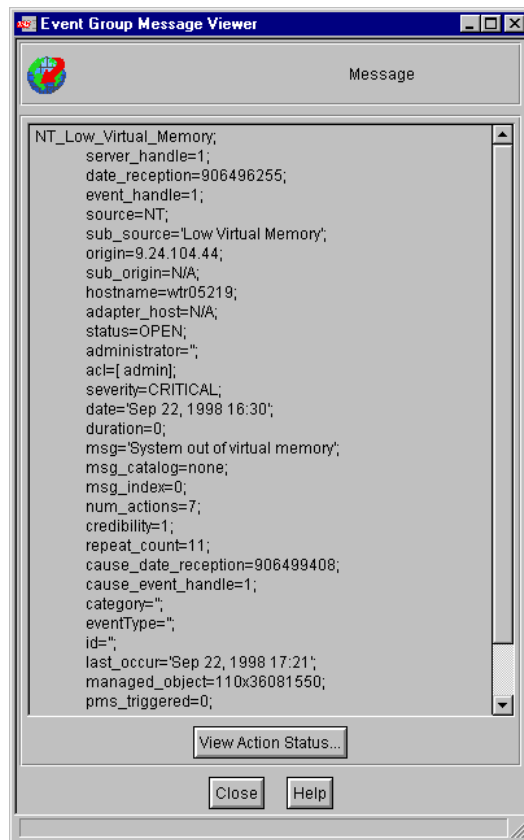 Event Group Message Viewer
Message
NT_Low_Virtual_Memory;
server_handle=1;
date_reception=906496255;
event_handle=1;
source=NT;
sub_source='Low Virtual Memory';
origin=9.24.104.44;
sub_origin=N/A;
hostname=wtr05219;
adapter_host=N/A;
status=OPEN;
administrator='';
acl=[ admin];
severity=CRITICAL;
date='Sep 22, 1998 16:30';
duration=0;
msg='System out of virtual memory';
msg_catalog=none;
msg_index=0;
num_actions=7;
credibility=1;
repeat_count=11;
cause_date_reception=906499408;
cause_event_handle=1;
category='';
eventType='';
id='';
last_occur='Sep 22, 1998 17:21';
managed_object=110x36081550;
pms_triggered=0;
View Action Status...
Close Help